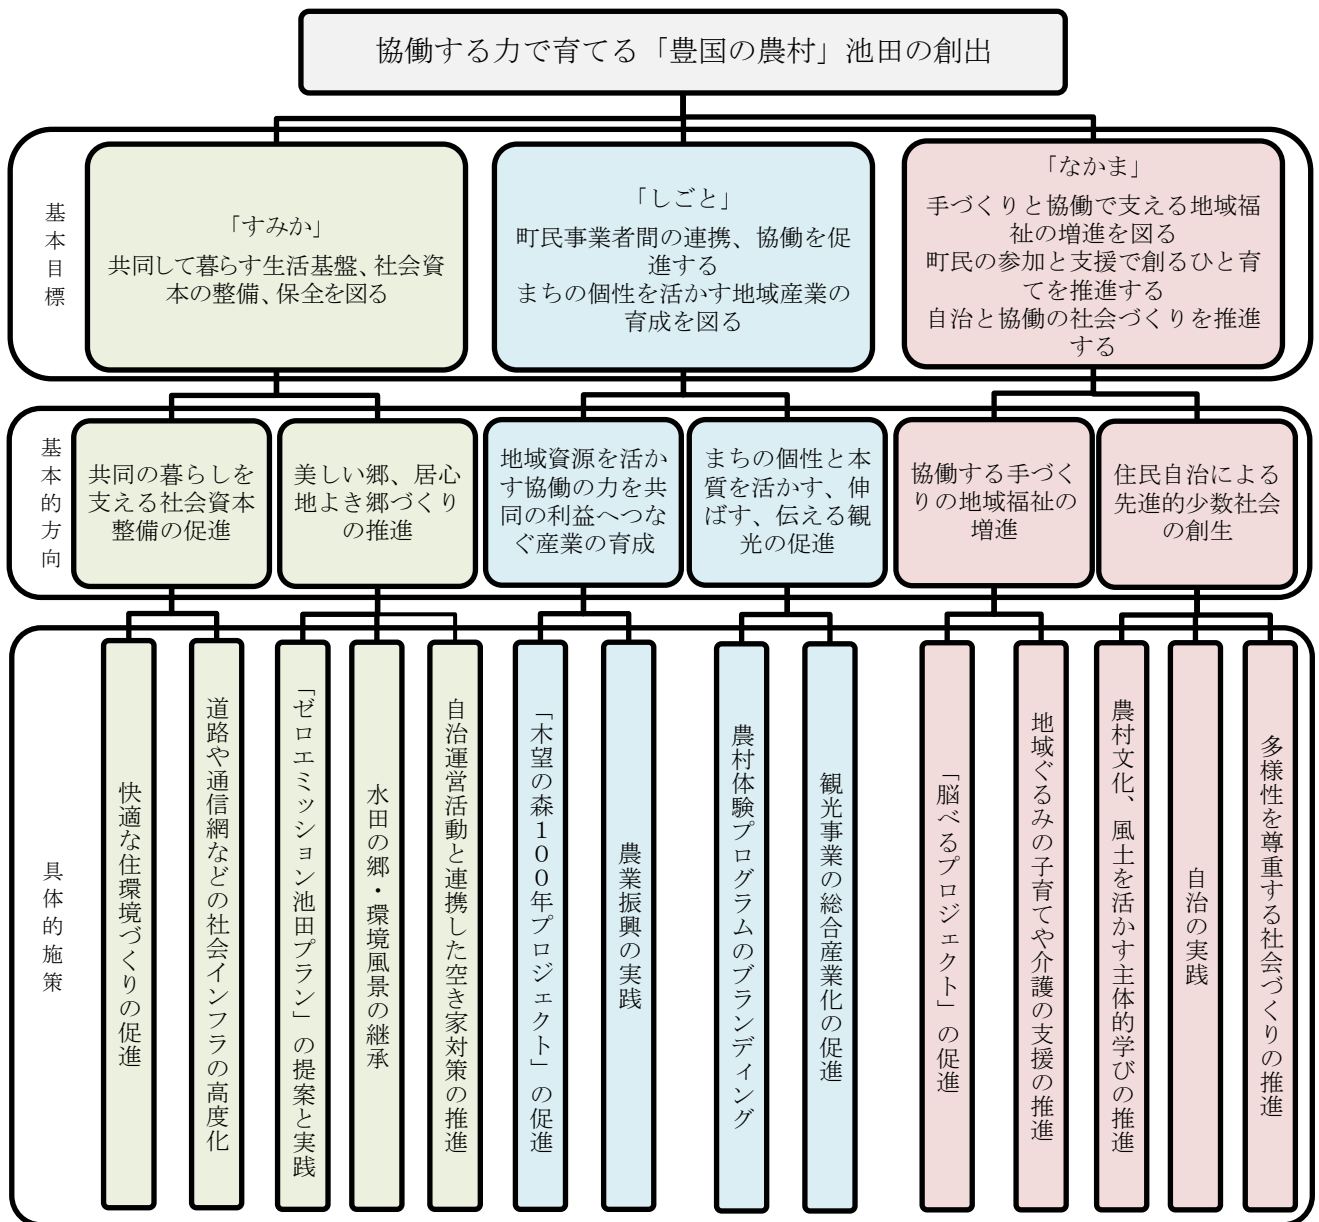 協働する力で育てる「豊国の農村」池田の創出
基本目標
「すみか」
共同して暮らす生活基盤、社会資
本の整備、保全を図る
「しごと」
町民事業者間の連携、協働を促
進する
まちの個性を活かす地域産業の
育成を図る
「なかま」
手づくりと協働で支える地域福
祉の増進を図る
町民の参加と支援で創るひと育
てを推進する
自治と協働の社会づくりを推進
する
基本的方向
共同の暮らしを
支える社会資本
整備の促進
美しい郷、居心
地よき郷づくり
の推進
地域資源を活か
す協働の力を共
同の利益へつな
ぐ産業の育成
まちの個性と本
質を活かす、伸
ばす、伝える観
光の促進
協働する手づく
りの地域福祉の
増進
住民自治による
先進的少数社会
の創生
具体的施策
快適な住環境づくりの促進
道路や通信網などの社会インフラの高度化
「ゼロエミッション池田プラン」の提案と実践
水田の郷・環境風景の継承
自治運営活動と連携した空き家対策の推進
「木望の森１００年プロジェクト」の促進
農業振興の実践
農村体験プログラムのブランディング
観光事業の総合産業化の促進
「脳べるプロジェクト」の促進
地域ぐるみの子育てや介護の支援の推進
農村文化、風土を活かす主体的学びの推進
自治の実践
多様性を尊重する社会づくりの推進